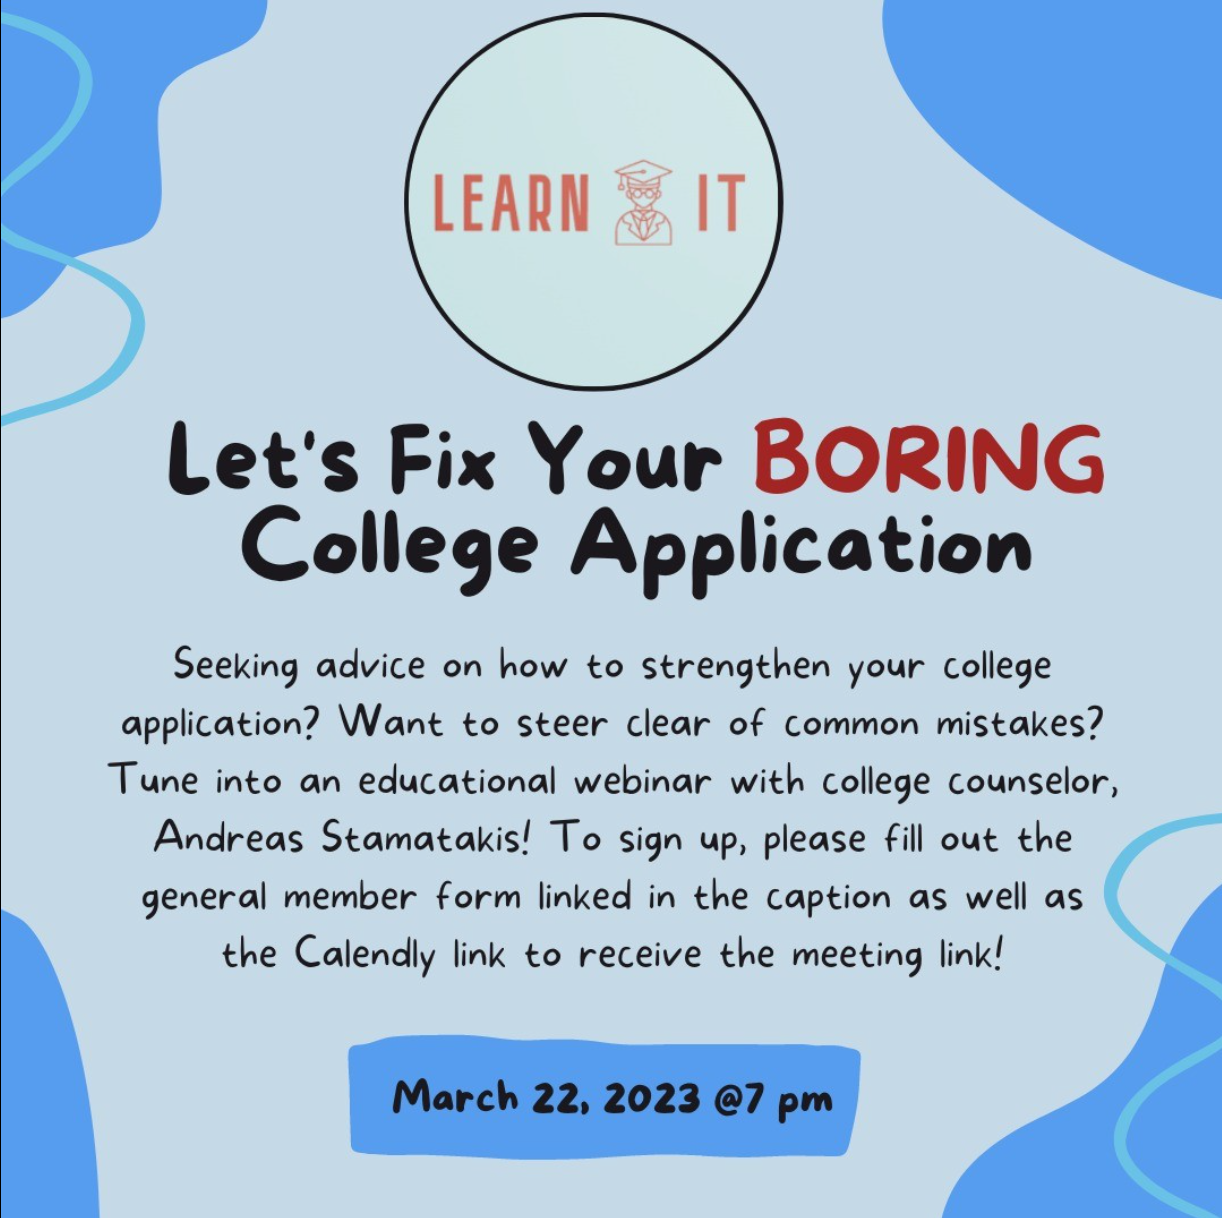 LEARN IT
Let's Fix Your BORING
College Application
Seeking advice on how to strengthen your college
application? Want to steer clear of common mistakes?
Tune into an educational webinar with college counselor,
Andreas Stamatakis! To sign up, please fill out the
general member form linked in the caption as well as
the Calendly link to receive the meeting link!
March 22, 2023 @7 pm